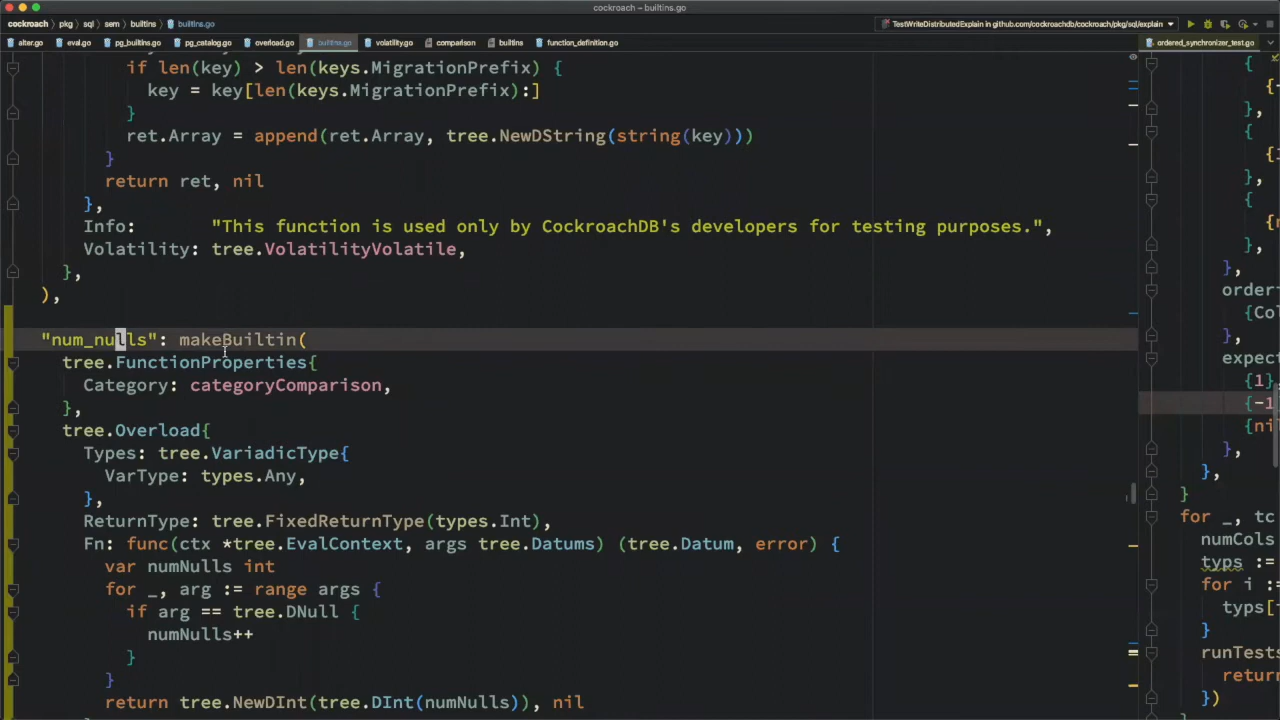 cockroach – builtins.go
cockroach › pkg › sql › sem › builtins › builtins.go
TestWriteDistributedExplain in github.com/cockroachdb/cockroach/pkg/sql/explain
alter.go eval.go pg_builtins.go pg_catalog.go overload.go builtins.go volatility.go comparison builtins function_definition.go
ordered_synchronizer_test.go
if len(key) > len(keys.MigrationPrefix) {
key = key[len(keys.MigrationPrefix):]
}
ret.Array = append(ret.Array, tree.NewDString(string(key)))
}
return ret, nil
},
Info: "This function is used only by CockroachDB's developers for testing purposes.",
Volatility: tree.VolatilityVolatile,
},
),
"num_nulls": makeBuiltin(
tree.FunctionProperties{
Category: categoryComparison,
},
tree.Overload{
Types: tree.VariadicType{
VarType: types.Any,
},
ReturnType: tree.FixedReturnType(types.Int),
Fn: func(ctx *tree.EvalContext, args tree.Datums) (tree.Datum, error) {
var numNulls int
for _, arg := range args {
if arg == tree.DNull {
numNulls++
}
}
return tree.NewDInt(tree.DInt(numNulls)), nil
{
},
{
},
{
},
},
orderi
{Col
},
expect
{1}
{-1
{ni
},
},
}
for _, tc
numCols
typs :=
for i :=
typs[
}
runTests
return
})